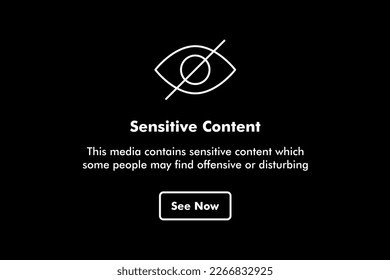 Sensitive Content
This media contains sensitive content which
some people may find offensive or disturbing
See Now
shutterstock.com · 2266832925